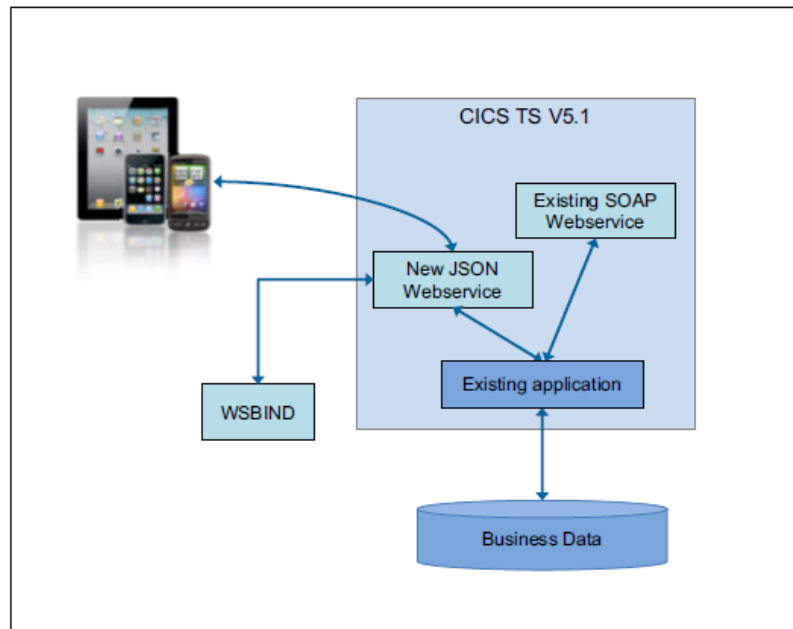 CICS TS V5.1
Existing SOAP
Webservice
New JSON
Webservice
Existing application
WSBIND
Business Data